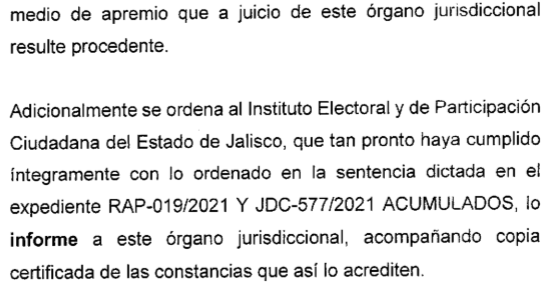 medio de apremio que a juicio de este órgano jurisdiccional
resulte procedente.
Adicionalmente se ordena al Instituto Electoral y de Participación
Ciudadana del Estado de Jalisco, que tan pronto haya cumplido
íntegramente con lo ordenado en la sentencia dictada en el
expediente RAP-019/2021 Y JDC-577/2021 ACUMULADOS, lo
informe a este órgano jurisdiccional, acompañando copia
certificada de las constancias que así lo acrediten.